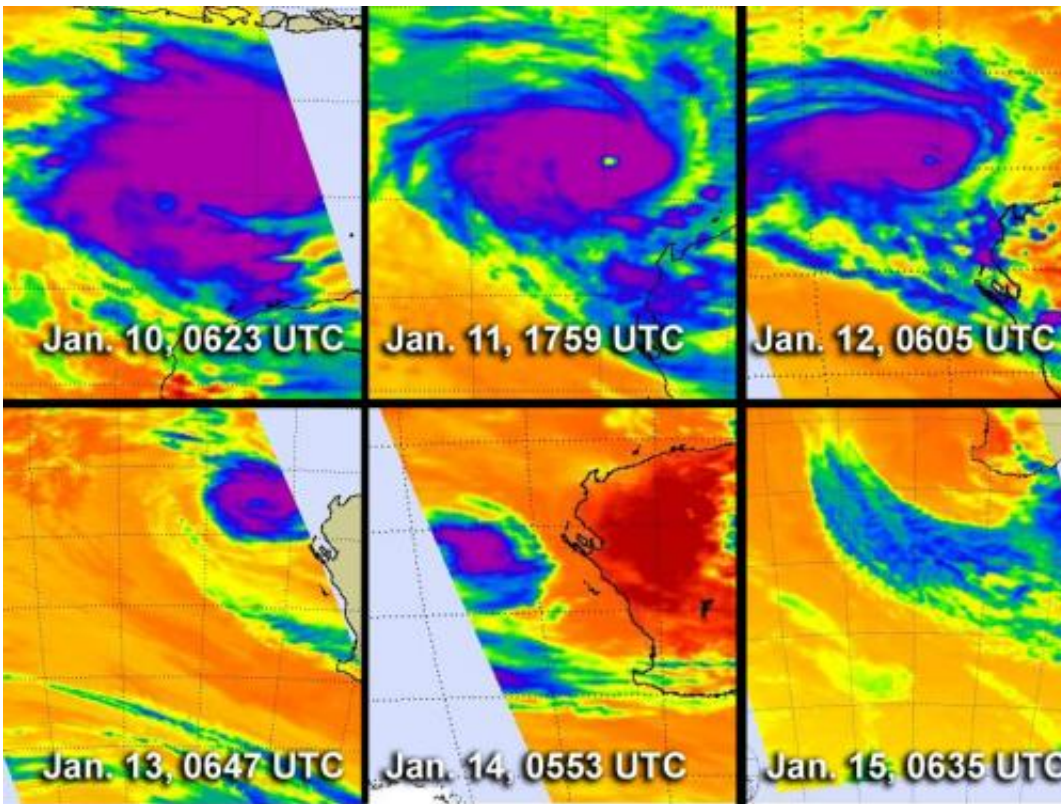 Jan. 10, 0623 UTC
Jan. 11, 1759 UTC
Jan. 12, 0605 UTC
Jan. 13, 0647 UTC
Jan. 14, 0553 UTC
Jan. 15, 0635 UTC